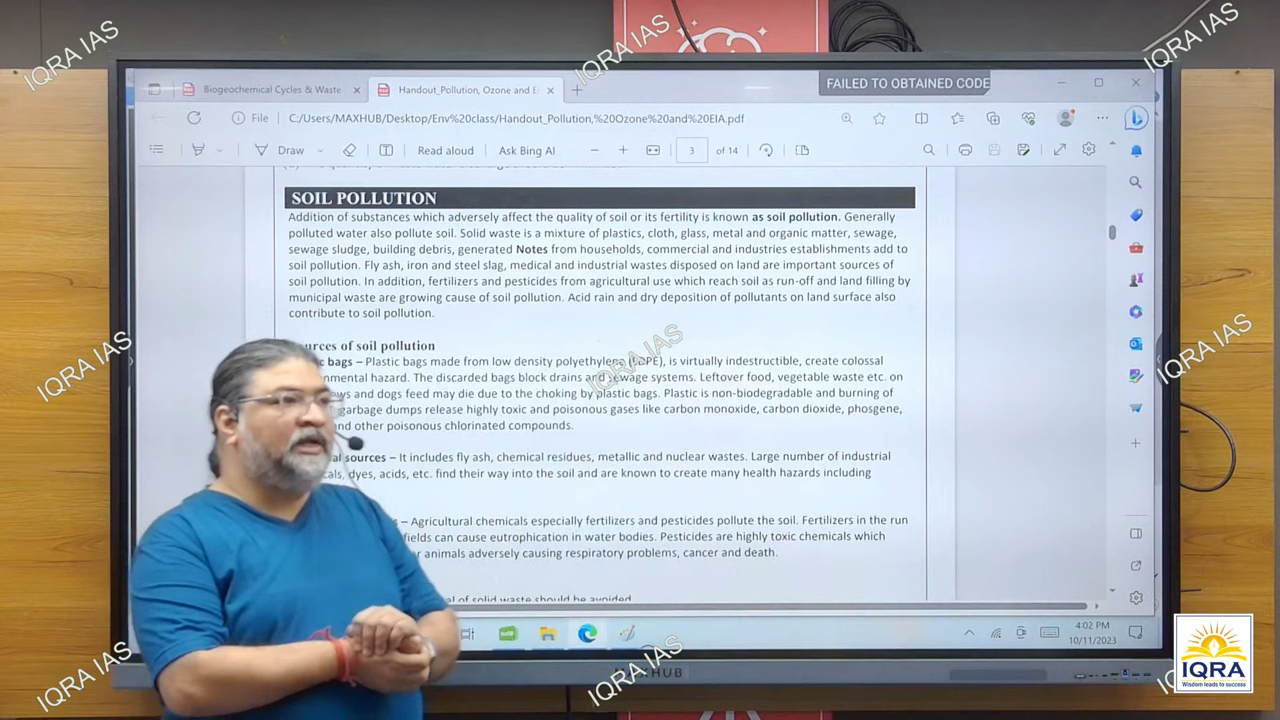 IQRA IAS
IQRA IAS
IQRA IAS
FAILED TO OBTAINED CODE
Biogeochemical Cycles & Waste
Handout_Pollution, Ozone and E
File
C:/Users/MAXHUB/Desktop/Env%20class/Handout_Pollution,%20Ozone%20and%20EIA.pdf
Draw
Read aloud
Ask Bing AI
3 of 14
SOIL POLLUTION
Addition of substances which adversely affect the quality of soil or its fertility is known as soil pollution. Generally
polluted water also pollute soil. Solid waste is a mixture of plastics, cloth, glass, metal and organic matter, sewage,
sewage sludge, building debris, generated Notes from households, commercial and industries establishments add to
soil pollution. Fly ash, iron and steel slag, medical and industrial wastes disposed on land are important sources of
soil pollution. In addition, fertilizers and pesticides from agricultural use which reach soil as run-off and land filling by
municipal waste are growing cause of soil pollution. Acid rain and dry deposition of pollutants on land surface also
contribute to soil pollution.
of soil pollution
bags – Plastic bags made from low density polyethylene is virtually indestructible, create colossal
hazard. The discarded bags block drains and sewage systems. Leftover food, vegetable waste etc. on
and dogs feed may die due to the choking by plastic bags. Plastic is non-biodegradable and burning of
garbage dumps release highly toxic and poisonous gases like carbon monoxide, carbon dioxide, phosgene,
and other poisonous chlorinated compounds.
sources – It includes fly ash, chemical residues, metallic and nuclear wastes. Large number of industrial
dyes, acids, etc. find their way into the soil and are known to create many health hazards including
– Agricultural chemicals especially fertilizers and pesticides pollute the soil. Fertilizers in the run
fields can cause eutrophication in water bodies. Pesticides are highly toxic chemicals which
animals adversely causing respiratory problems, cancer and death.
of solid waste should be avoided
IQRA IAS
IQRA IAS
IQRA IAS
4:02 PM
10/11/2023
MAXHUB
IQRA IAS
IQRA IAS
IQRA
Wisdom leads to success